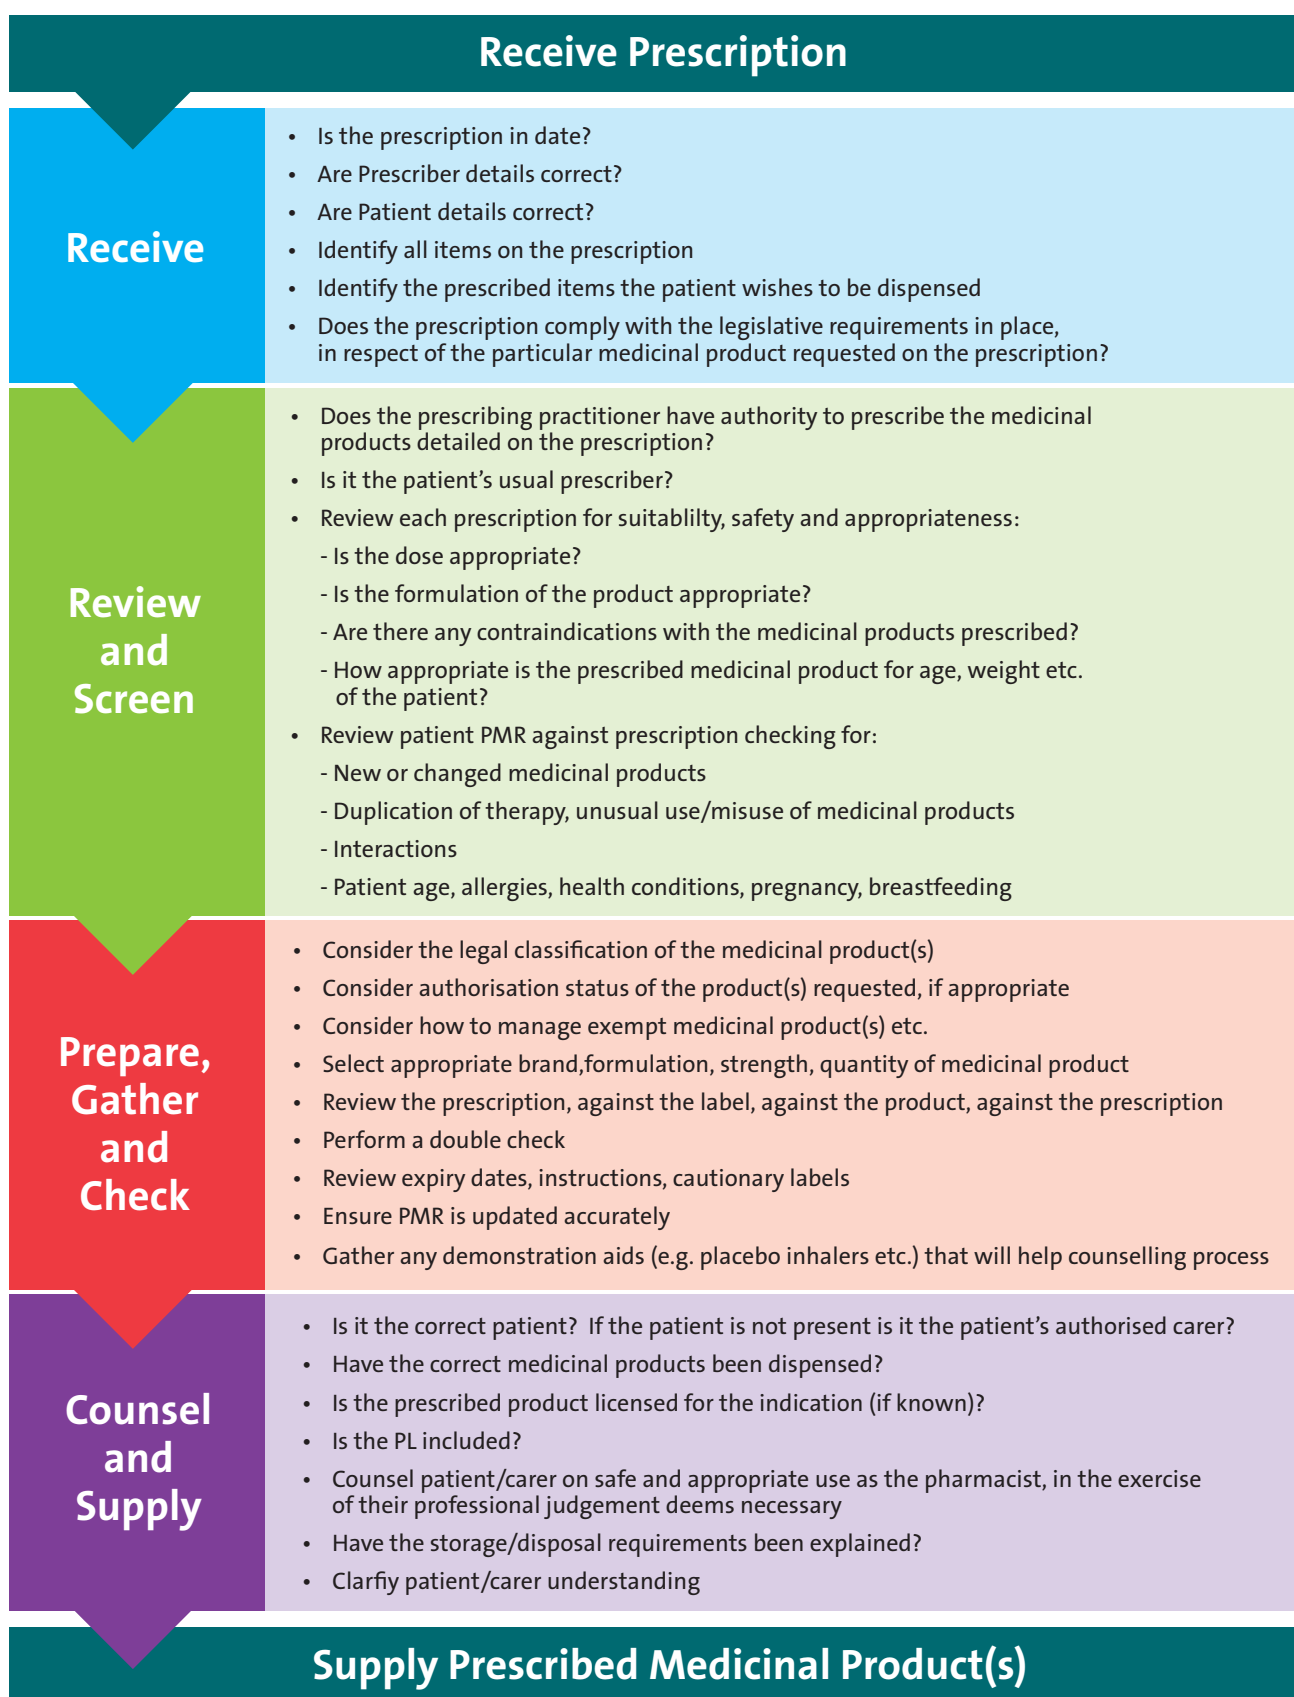 Receive Prescription
Receive
• Is the prescription in date?
• Are Prescriber details correct?
• Are Patient details correct?
• Identify all items on the prescription
• Identify the prescribed items the patient wishes to be dispensed
• Does the prescription comply with the legislative requirements in place,
in respect of the particular medicinal product requested on the prescription?
Review
and
Screen
• Does the prescribing practitioner have authority to prescribe the medicinal
products detailed on the prescription?
• Is it the patient's usual prescriber?
• Review each prescription for suitablilty, safety and appropriateness:
- Is the dose appropriate?
- Is the formulation of the product appropriate?
- Are there any contraindications with the medicinal products prescribed?
- How appropriate is the prescribed medicinal product for age, weight etc.
of the patient?
• Review patient PMR against prescription checking for:
- New or changed medicinal products
- Duplication of therapy, unusual use/misuse of medicinal products
- Interactions
- Patient age, allergies, health conditions, pregnancy, breastfeeding
Prepare,
Gather
and
Check
• Consider the legal classification of the medicinal product(s)
• Consider authorisation status of the product(s) requested, if appropriate
• Consider how to manage exempt medicinal product(s) etc.
• Select appropriate brand,formulation, strength, quantity of medicinal product
• Review the prescription, against the label, against the product, against the prescription
• Perform a double check
• Review expiry dates, instructions, cautionary labels
• Ensure PMR is updated accurately
• Gather any demonstration aids (e.g. placebo inhalers etc.) that will help counselling process
Counsel
and
Supply
• Is it the correct patient? If the patient is not present is it the patient's authorised carer?
• Have the correct medicinal products been dispensed?
• Is the prescribed product licensed for the indication (if known)?
• Is the PL included?
• Counsel patient/carer on safe and appropriate use as the pharmacist, in the exercise
of their professional judgement deems necessary
• Have the storage/disposal requirements been explained?
• Clarfiy patient/carer understanding
Supply Prescribed Medicinal Product(s)